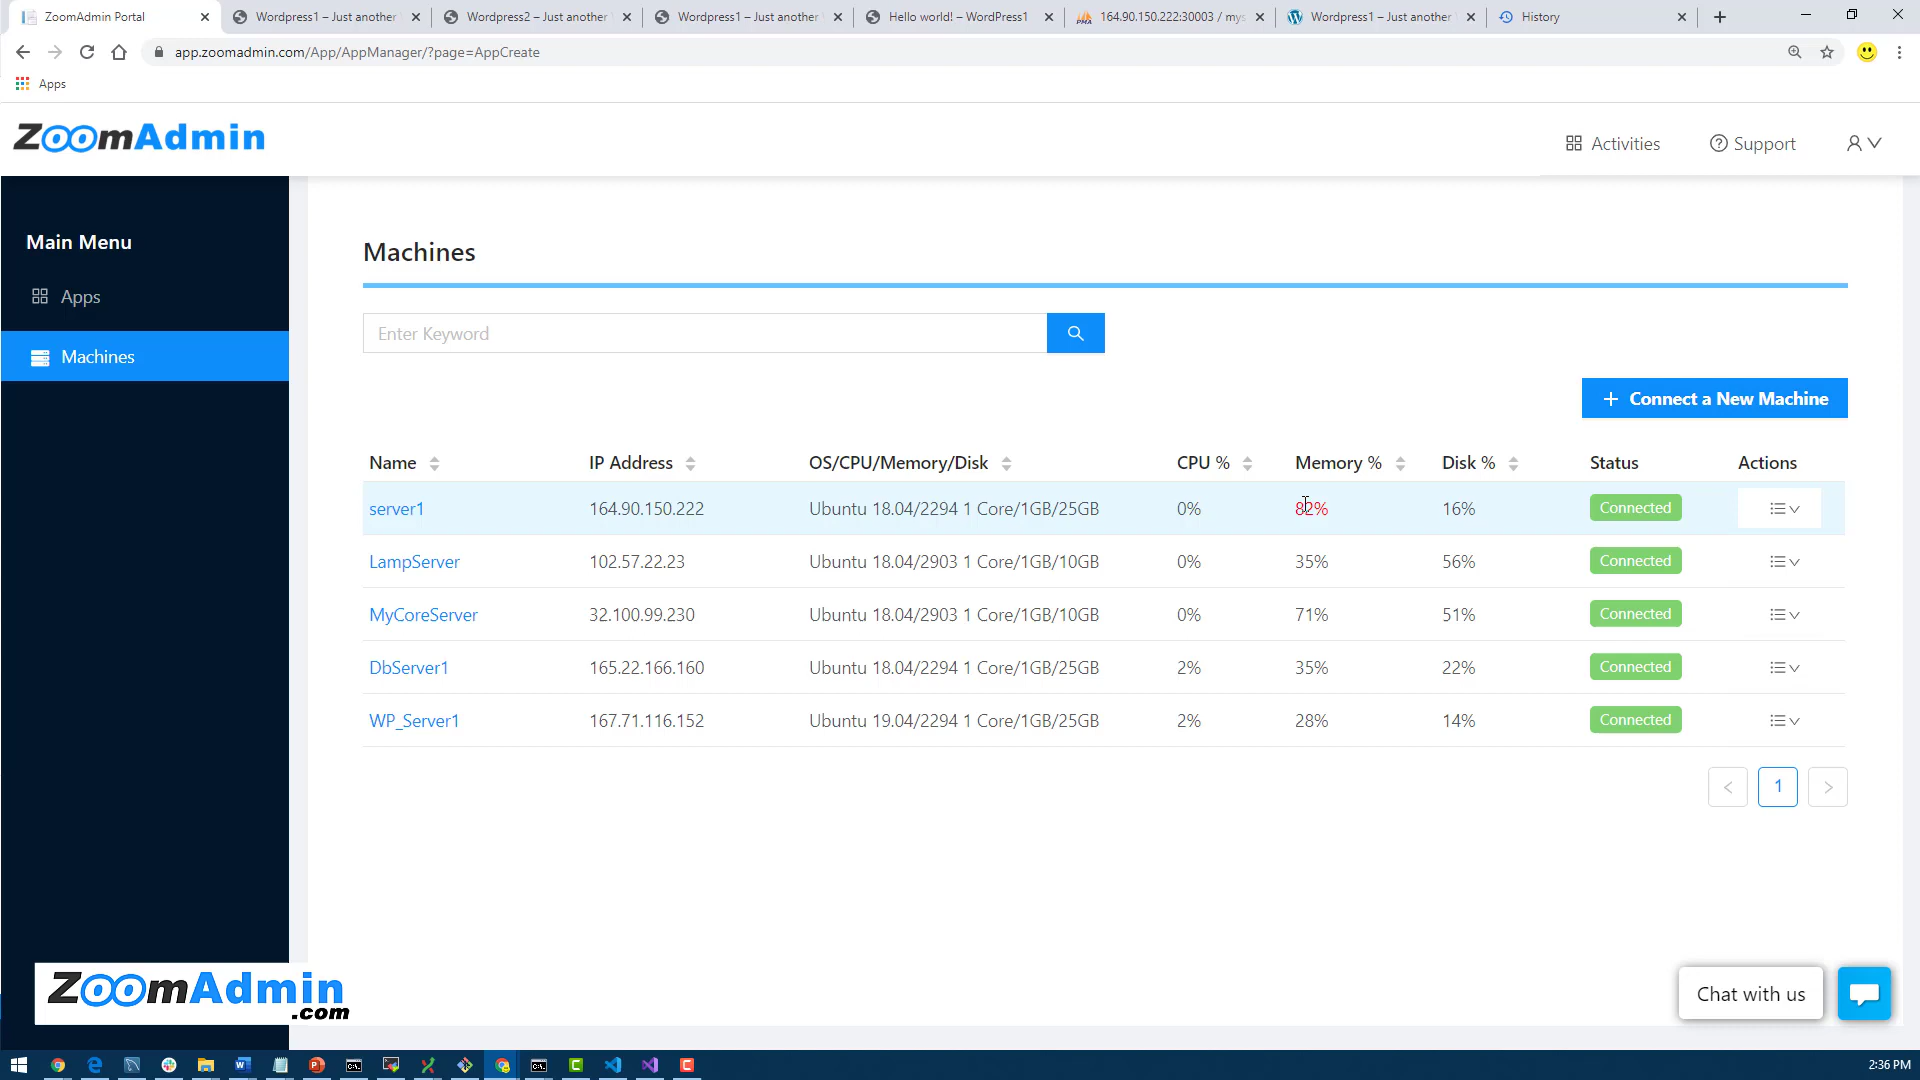 ZoomAdmin Portal
Wordpress1 – Just another
Wordpress2 – Just another
Wordpress1 – Just another
Hello world! – WordPress1
PMA
164.90.150.222:30003 / mys
Wordpress1 – Just another
History
app.zoomadmin.com/App/AppManager/?page=AppCreate
Apps
ZoomAdmin
Activities
Support
Main Menu
Apps
Machines
Machines
Enter Keyword
Connect a New Machine
Name IP Address OS/CPU/Memory/Disk CPU % Memory % Disk % Status Actions
server1 164.90.150.222 Ubuntu 18.04/2294 1 Core/1GB/25GB 0% 82% 16% Connected
LampServer 102.57.22.23 Ubuntu 18.04/2903 1 Core/1GB/10GB 0% 35% 56% Connected
MyCoreServer 32.100.99.230 Ubuntu 18.04/2903 1 Core/1GB/10GB 0% 71% 51% Connected
DbServer1 165.22.166.160 Ubuntu 18.04/2294 1 Core/1GB/25GB 2% 35% 22% Connected
WP_Server1 167.71.116.152 Ubuntu 19.04/2294 1 Core/1GB/25GB 2% 28% 14% Connected
< 1 >
ZoomAdmin
.com
Chat with us
2:36 PM